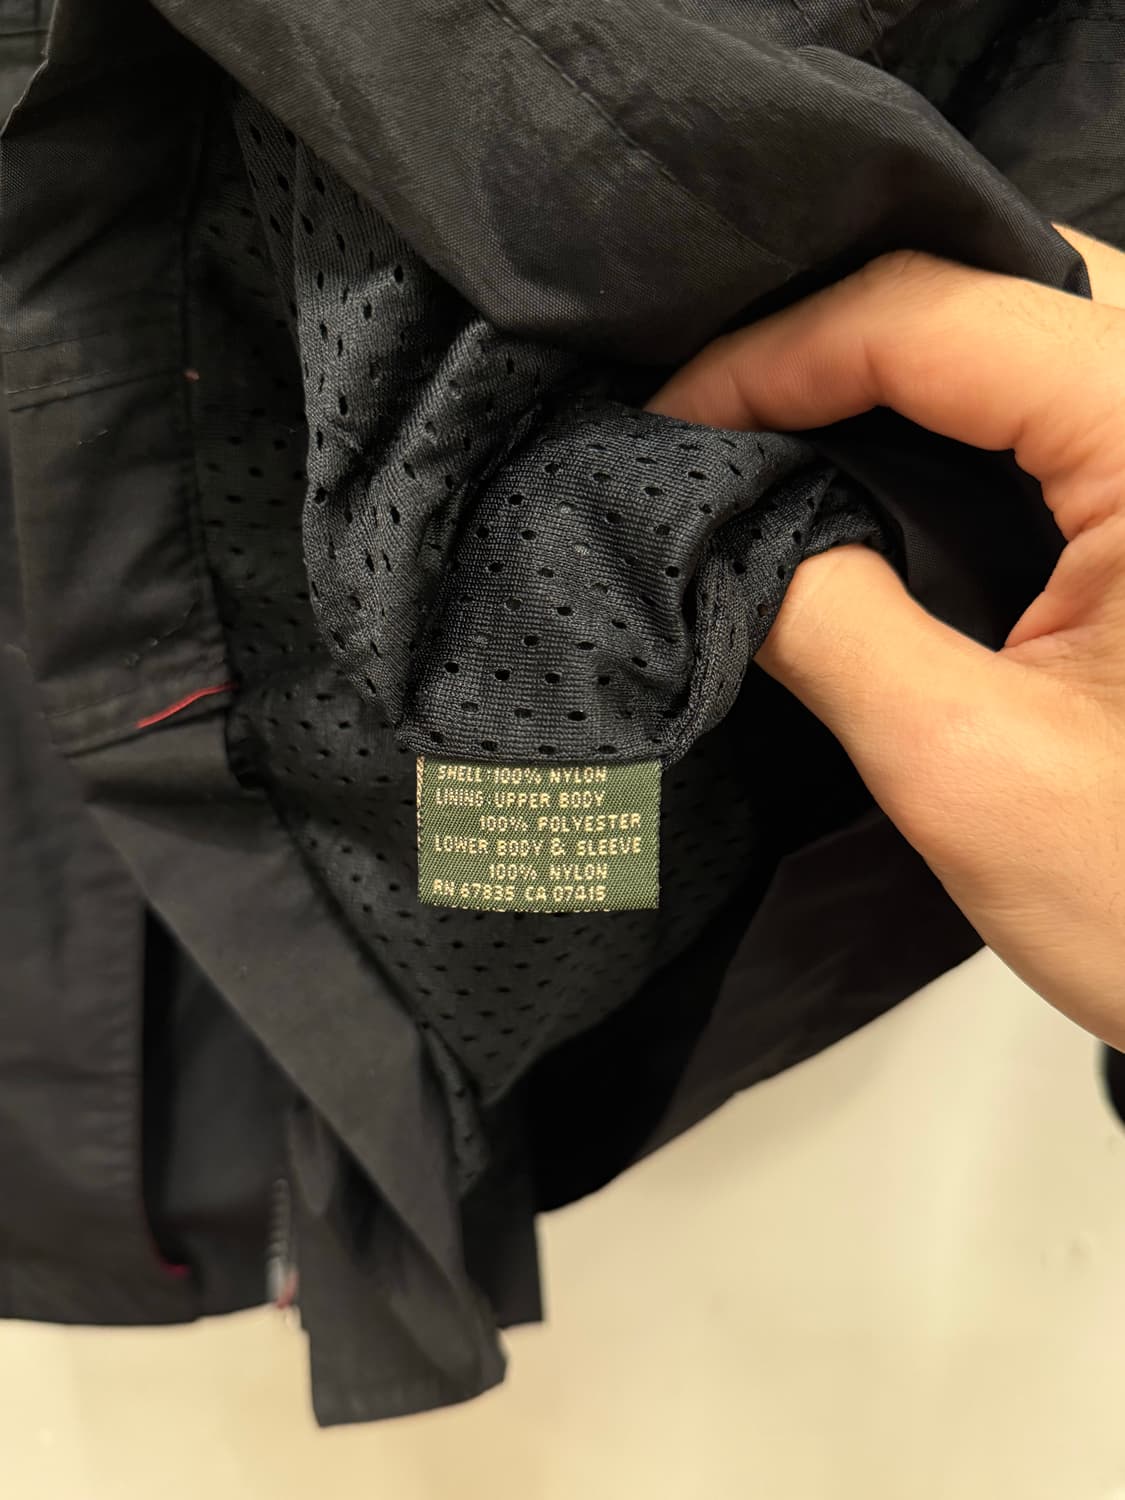 SHELL 100% NYLON
LINING UPPER BODY
100% POLYESTER
LOWER BODY & SLEEVE
100% NYLON
RN 67835 CA 07415